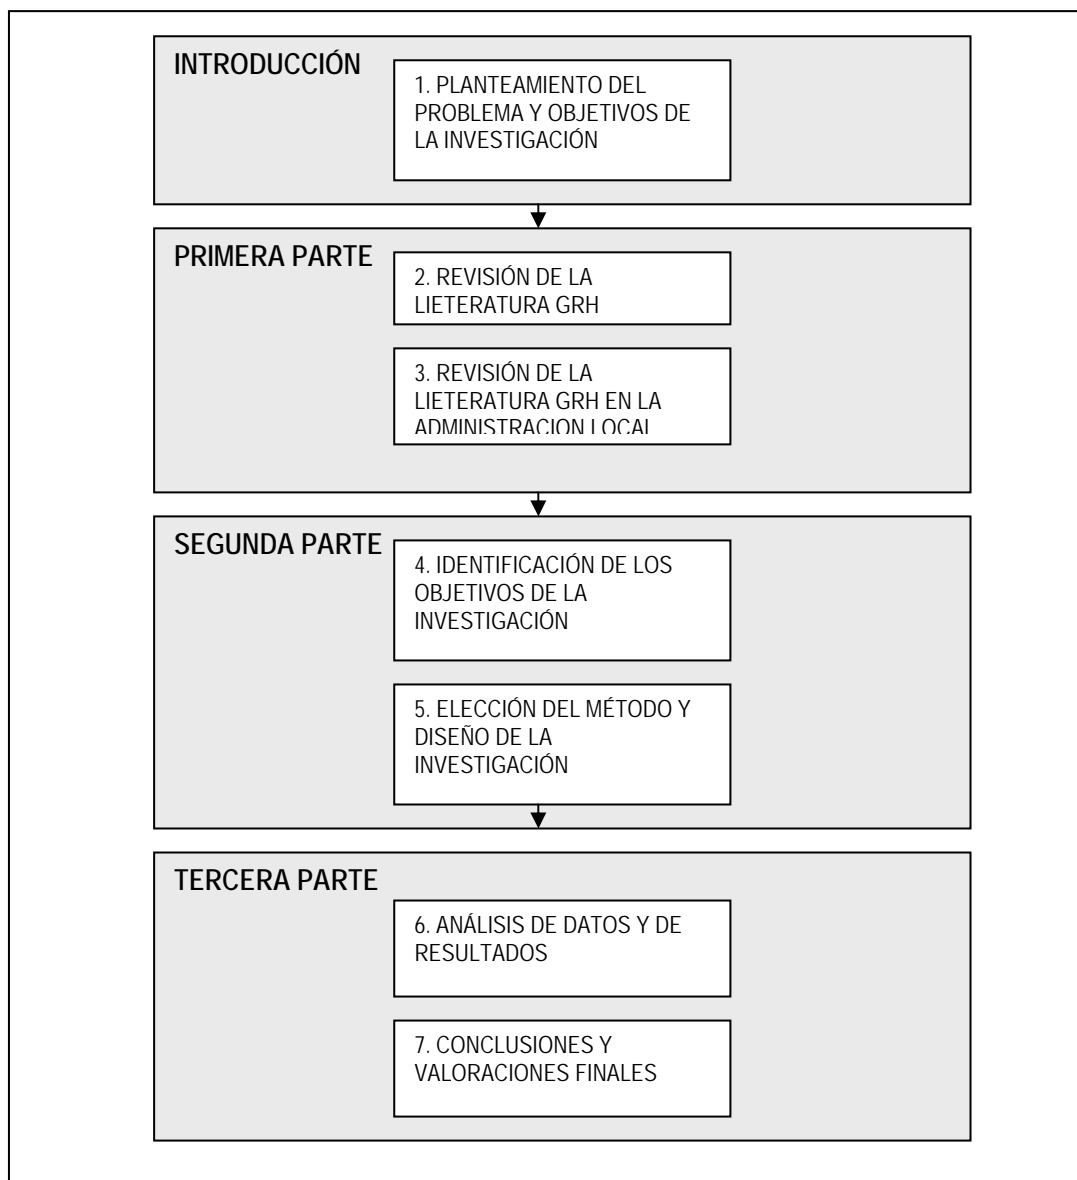 INTRODUCCIÓN
1. PLANTEAMIENTO DEL
PROBLEMA Y OBJETIVOS DE
LA INVESTIGACIÓN
PRIMERA PARTE
2. REVISIÓN DE LA
LIETERATURA GRH
3. REVISIÓN DE LA
LIETERATURA GRH EN LA
ADMINISTRACION LOCAL
SEGUNDA PARTE
4. IDENTIFICACIÓN DE LOS
OBJETIVOS DE LA
INVESTIGACIÓN
5. ELECCIÓN DEL MÉTODO Y
DISEÑO DE LA
INVESTIGACIÓN
TERCERA PARTE
6. ANÁLISIS DE DATOS Y DE
RESULTADOS
7. CONCLUSIONES Y
VALORACIONES FINALES